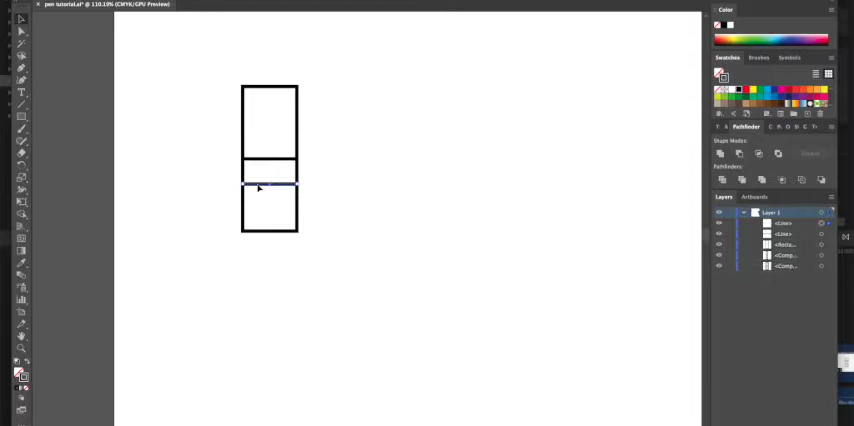 pen tutorial.ai* @ 110.19% (CMYK/GPU Preview)
Color
Swatches Brushes Symbols
Pathfinder
Shape Modes:
Pathfinders:
Layers Artboards
Layer 1
<Line>
<Line>
<Recta...
<Comp...
<Comp...